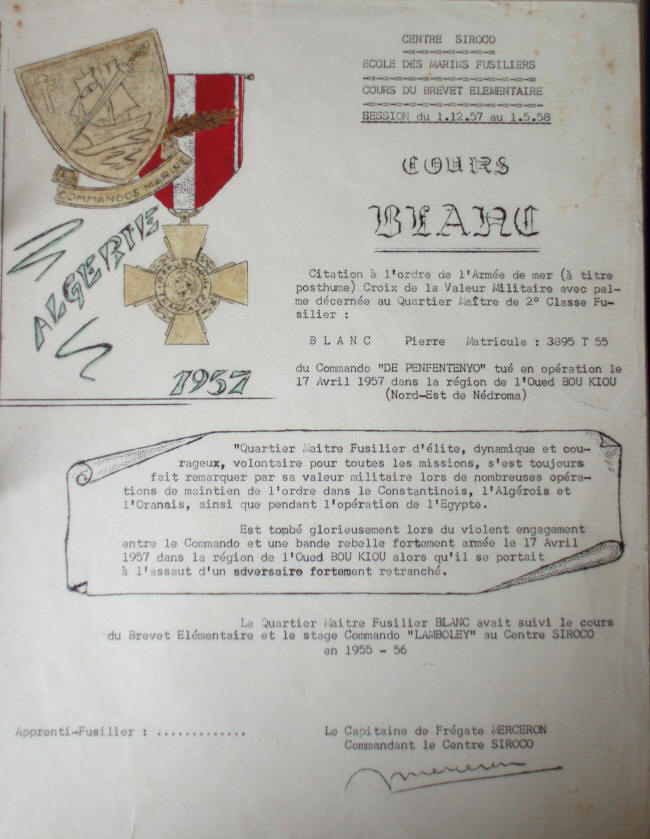 CENTRE SIROCO
ECOLE DES MARINS FUSILIERS
COURS DU BREVET ELEMENTAIRE
SESSION du 1.12.57 au 1.5.58
COMMANDOS MARINE
REPUBLIQUE
FRANCAISE
ALGERIE
1957
COURS
BLANC
Citation à l'ordre de l'Armée de mer (à titre
posthume) Croix de la Valeur Militaire avec pal-
me décernée au Quartier Maître de 2° Classe Fu-
silier :
B L A N C Pierre Matricule : 3895 T 55
du Commando "DE PENFENTENYO" tué en opération le
17 Avril 1957 dans la région de l'Oued BOU KIOU
(Nord-Est de Nédroma)
"Quartier Maitre Fusilier d'élite, dynamique et cou-
rageux, volontaire pour toutes les missions, s'est toujours
fait remarquer par sa valeur militaire lors de nombreuses opéra-
tions de maintien de l'ordre dans le Constantinois, l'Algérois et
l'Oranais, ainsi que pendant l'opération de l'Egypte.
Est tombé glorieusement lors du violent engagement
entre le Commando et une bande rebelle fortement armée le 17 Avril
1957 dans la région de l'Oued BOU KIOU alors qu'il se portait
à l'assaut d'un adversaire fortement retranché.
Le Quartier Maitre Fusilier BLANC avait suivi le cours
du Brevet Elémentaire et le stage Commando "LAMBOLEY" au Centre SIROCO
en 1955 - 56
Apprenti-Fusilier : .............
Le Capitaine de Frégate MERCERON
Commandant le Centre SIROCO
merceron